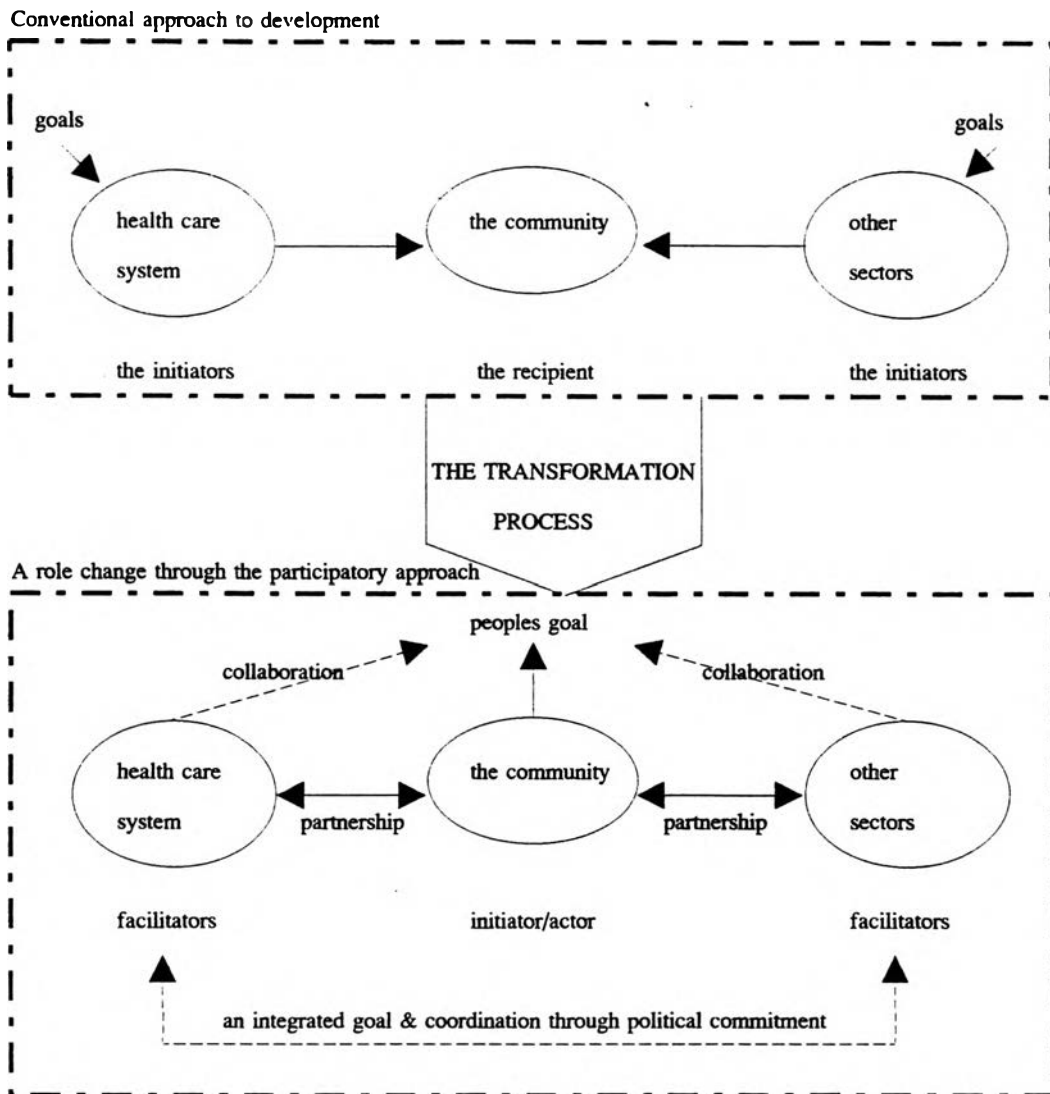 Conventional approach to development
goals
goals
health care
system
the community
other
sectors
the initiators
the recipient
the initiators
THE TRANSFORMATION
PROCESS
A role change through the participatory approach
peoples goal
collaboration
collaboration
health care
system
the community
other
sectors
partnership
partnership
facilitators
initiator/actor
facilitators
an integrated goal & coordination through political commitment